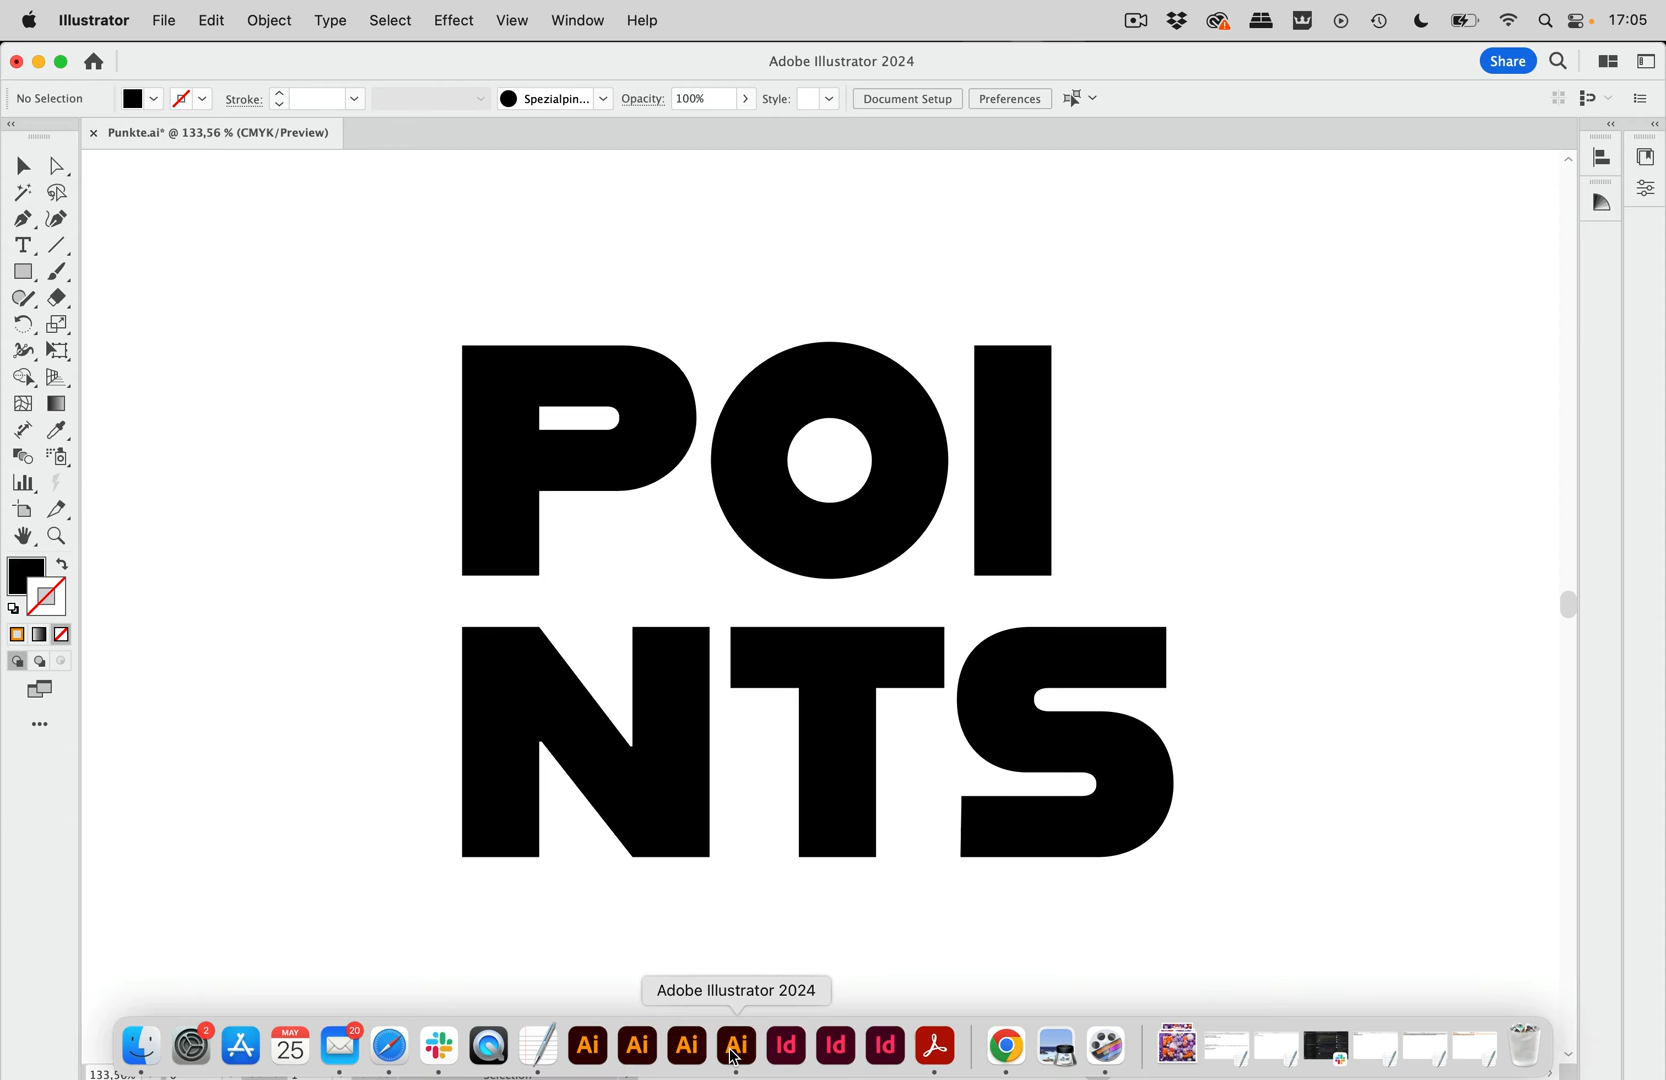 Illustrator File Edit Object Type Select Effect View Window Help 17:05
Adobe Illustrator 2024 Share
No Selection Stroke: Spezialpin... Opacity: 100% Style: Document Setup Preferences
Punkte.ai* @ 133,56 % (CMYK/Preview)
POI
NTS
Adobe Illustrator 2024
2 MAY 25 20 Ai Ai Ai Ai Id Id Id
Selection